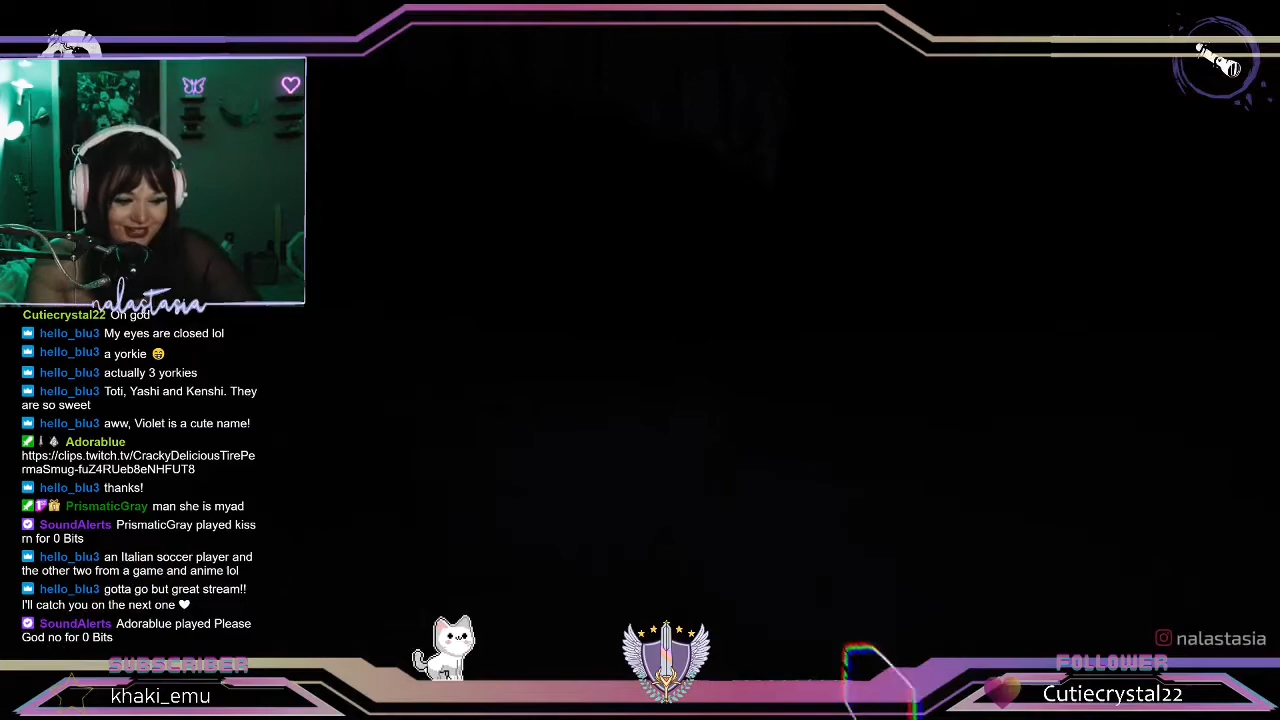 nalastasia
Cutiecrystal22 Oh god
hello_blu3 My eyes are closed lol
hello_blu3 a yorkie 😁
hello_blu3 actually 3 yorkies
hello_blu3 Toti, Yashi and Kenshi. They
are so sweet
hello_blu3 aww, Violet is a cute name!
Adorablue
https://clips.twitch.tv/CrackyDeliciousTirePe
rmaSmug-fuZ4RUeb8eNHFUT8
hello_blu3 thanks!
PrismaticGray man she is myad
SoundAlerts PrismaticGray played kiss
rn for 0 Bits
hello_blu3 an Italian soccer player and
the other two from a game and anime lol
hello_blu3 gotta go but great stream!!
I'll catch you on the next one 🤍
SoundAlerts Adorablue played Please
God no for 0 Bits
nalastasia
SUBSCRIBER
khaki_emu
FOLLOWER
Cutiecrystal22